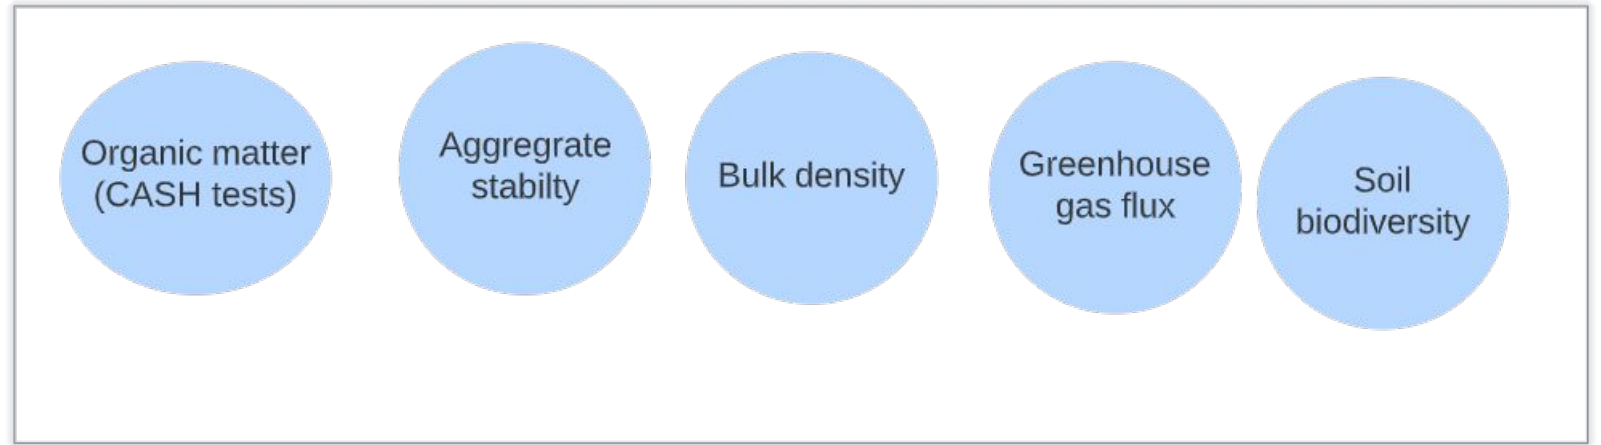 Organic matter
(CASH tests)
Aggregrate
stabilty
Bulk density
Greenhouse
gas flux
Soil
biodiversity